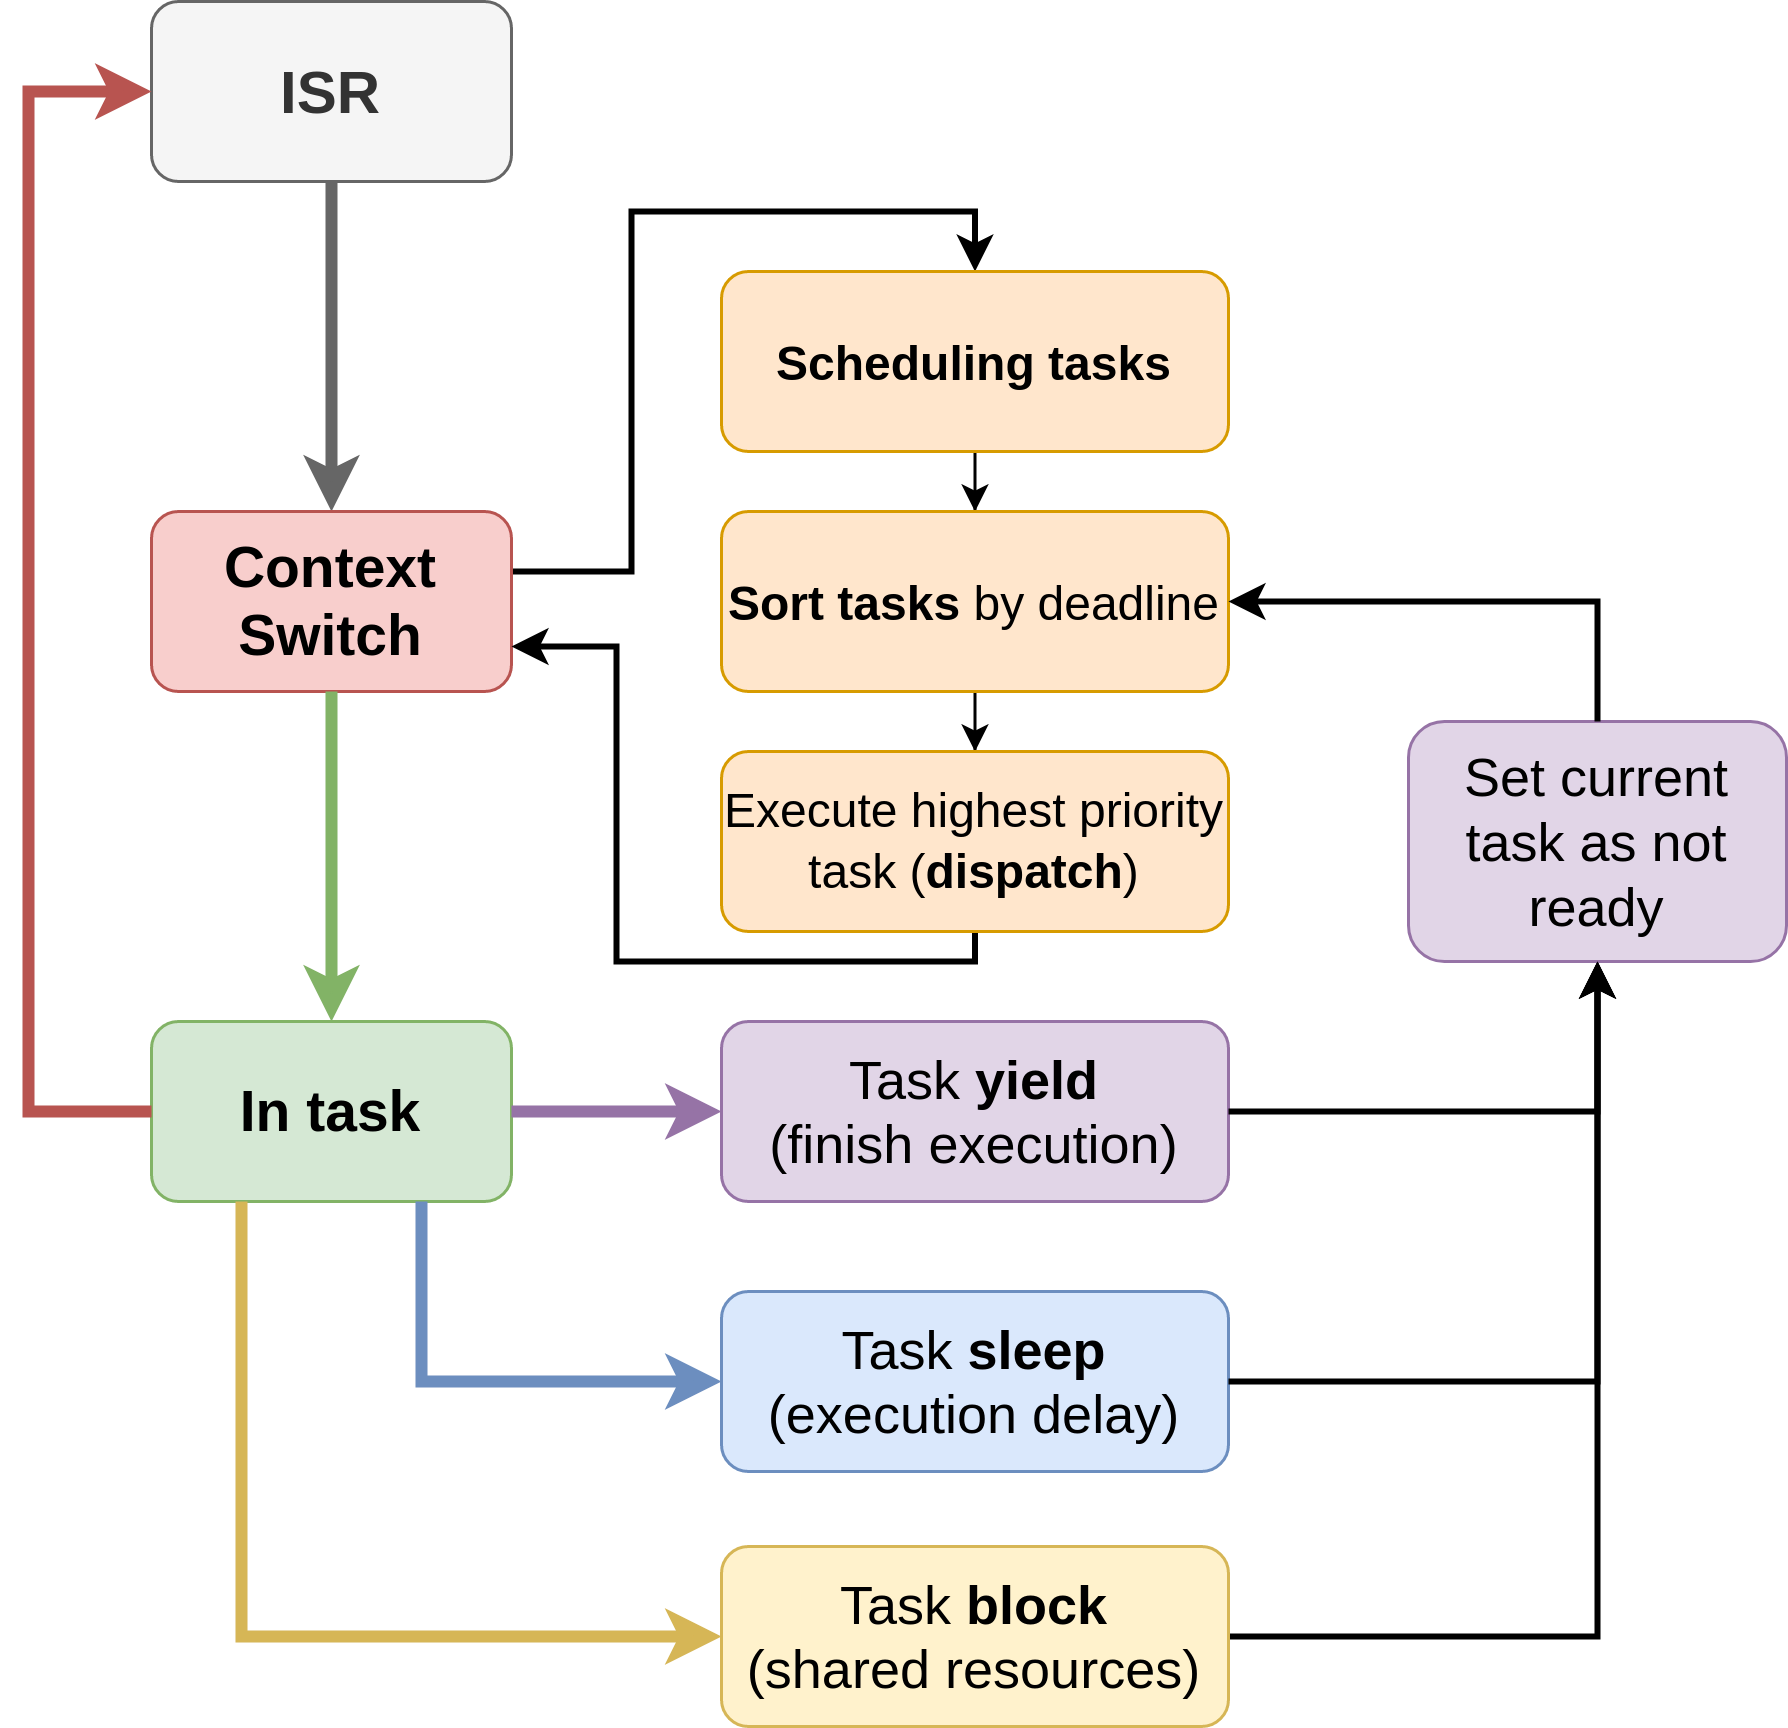 ISR
Scheduling tasks
Context
Switch
Sort tasks by deadline
Execute highest priority
task (dispatch)
Set current
task as not
ready
In task
Task yield
(finish execution)
Task sleep
(execution delay)
Task block
(shared resources)